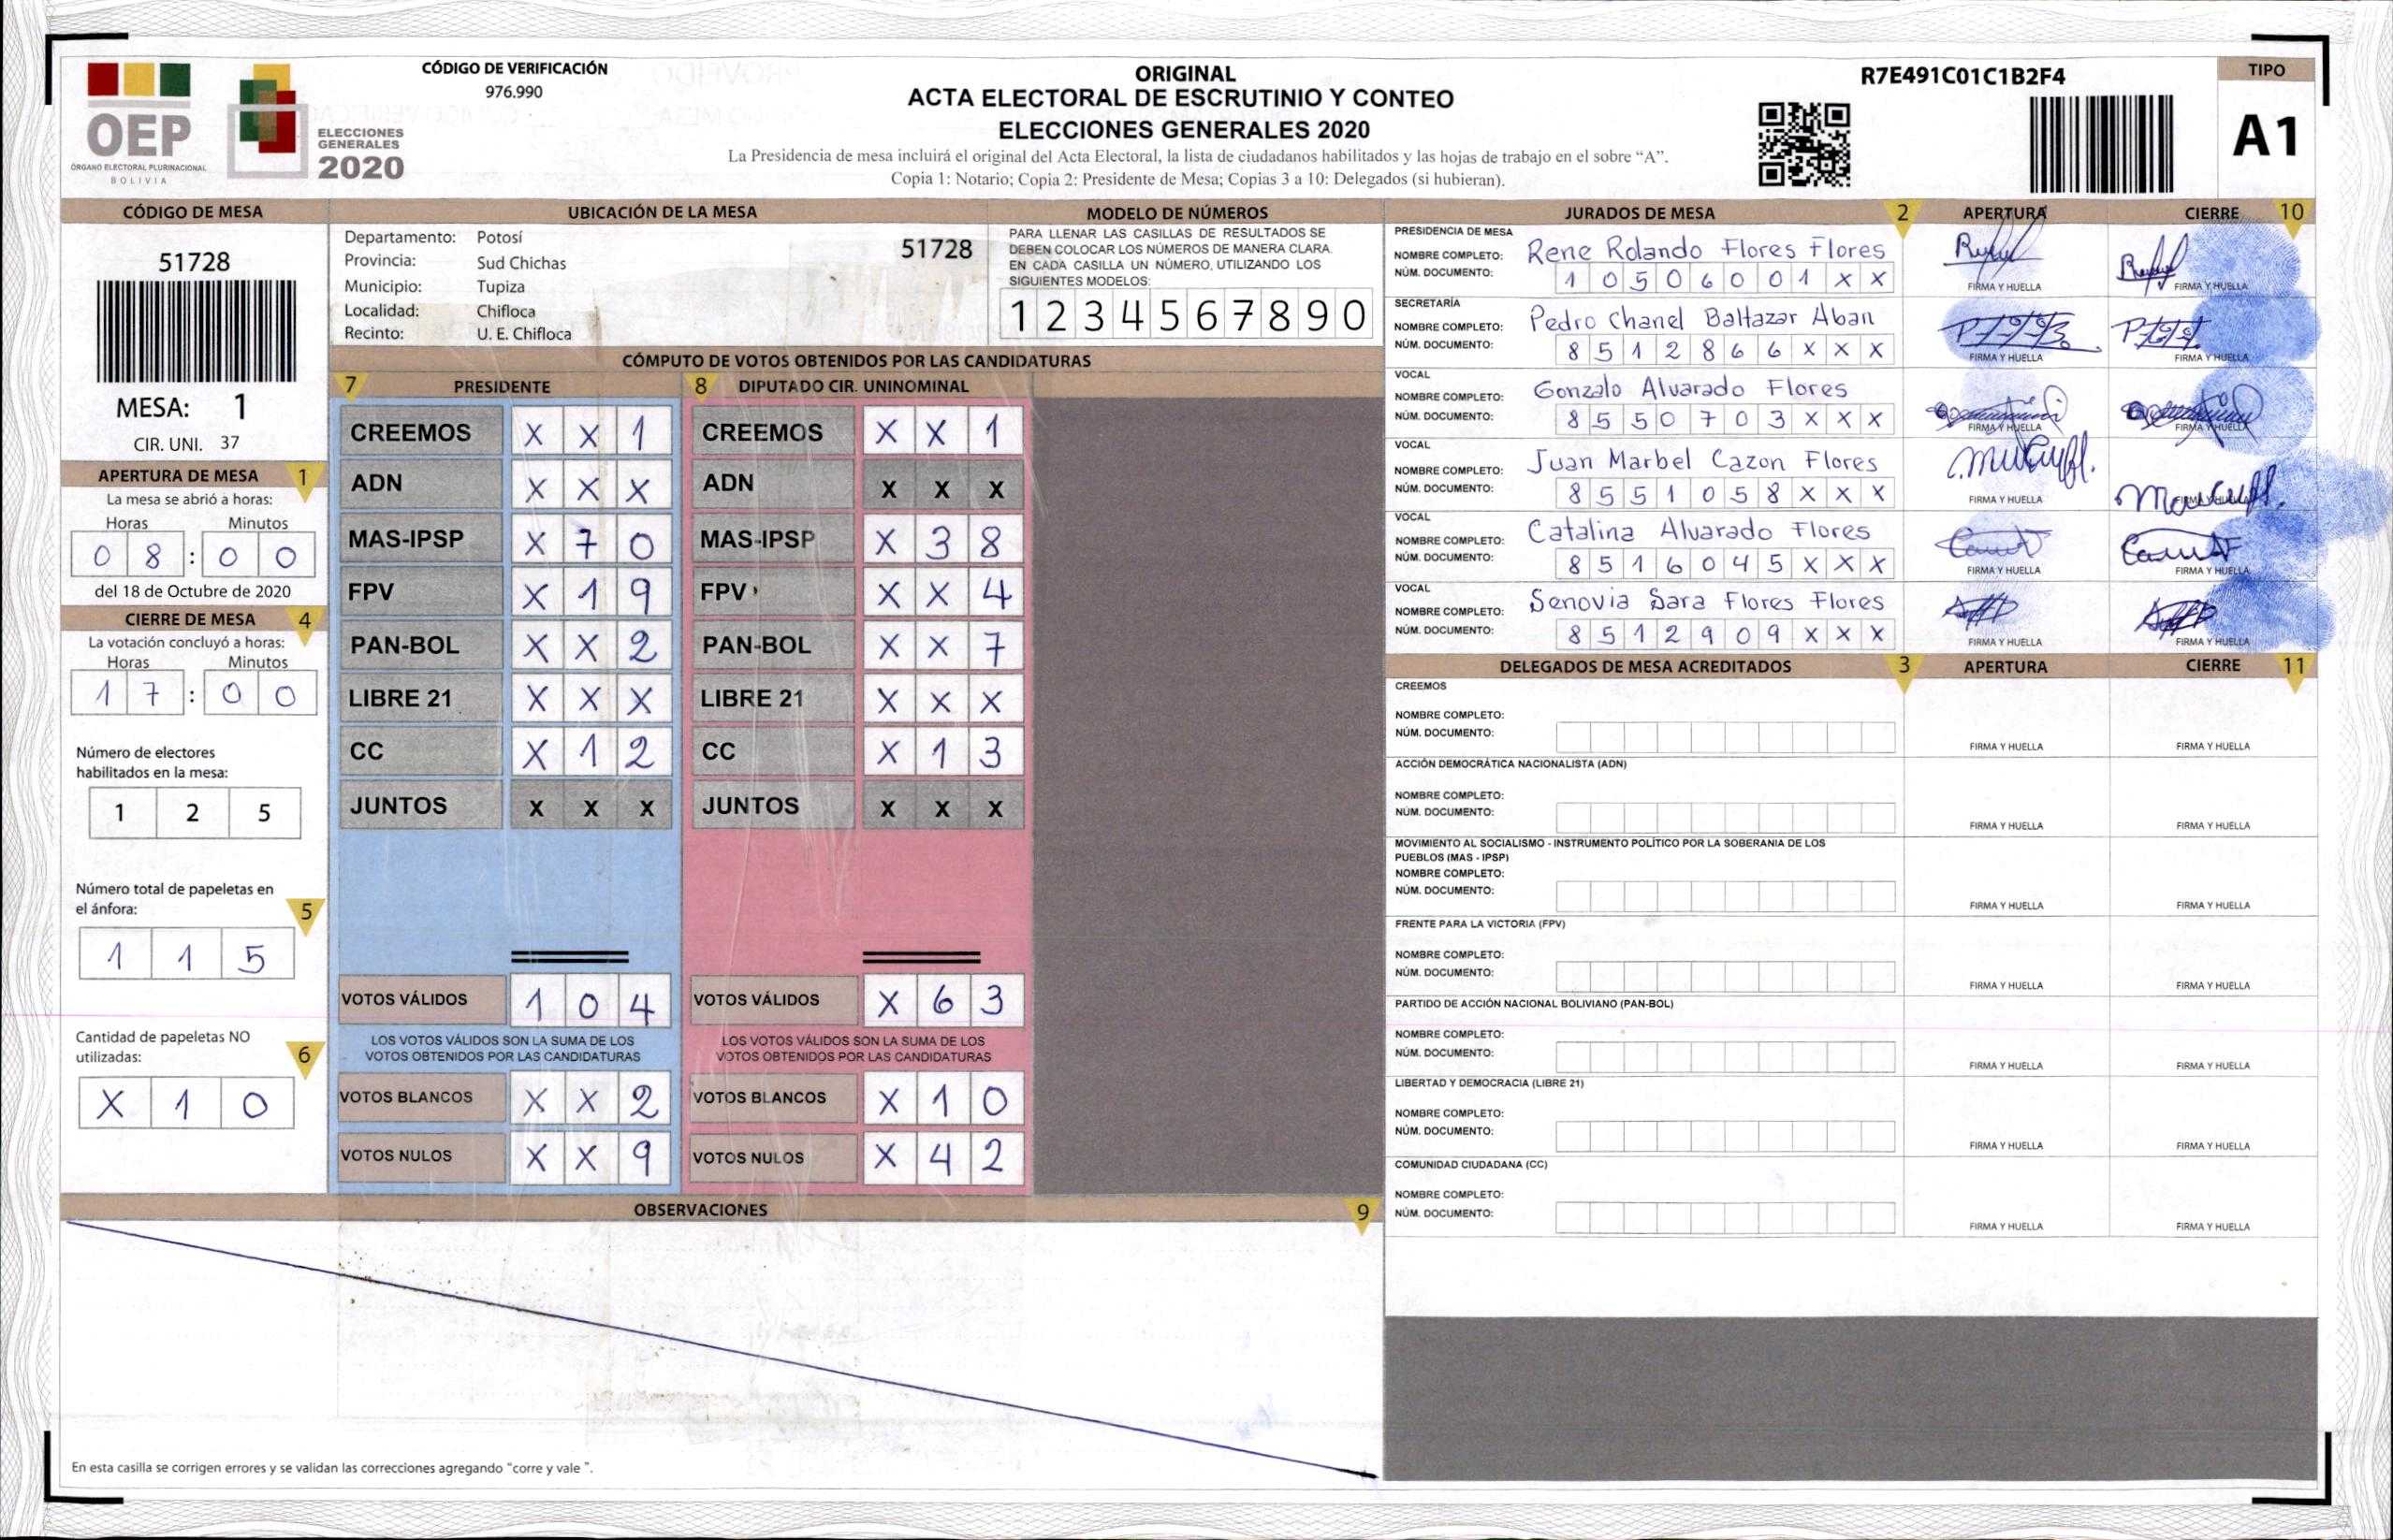 OEP
ÓRGANO ELECTORAL PLURINACIONAL
BOLIVIA
ELECCIONES
GENERALES
2020
CÓDIGO DE VERIFICACIÓN
976.990
ORIGINAL
ACTA ELECTORAL DE ESCRUTINIO Y CONTEO
ELECCIONES GENERALES 2020
La Presidencia de mesa incluirá el original del Acta Electoral, la lista de ciudadanos habilitados y las hojas de trabajo en el sobre “A”.
Copia 1: Notario; Copia 2: Presidente de Mesa; Copias 3 a 10: Delegados (si hubieran).
R7E491C01C1B2F4
TIPO
A1
CÓDIGO DE MESA
51728
MESA: 1
CIR. UNI. 37
APERTURA DE MESA 1
La mesa se abrió a horas:
Horas Minutos
0 8 : 0 0
del 18 de Octubre de 2020
CIERRE DE MESA 4
La votación concluyó a horas:
Horas Minutos
1 7 : 0 0
Número de electores
habilitados en la mesa:
1 2 5
Número total de papeletas en
el ánfora: 5
1 1 5
Cantidad de papeletas NO
utilizadas: 6
X 1 0
UBICACIÓN DE LA MESA
Departamento: Potosí
51728
Provincia: Sud Chichas
Municipio: Tupiza
Localidad: Chifloca
Recinto: U. E. Chifloca
MODELO DE NÚMEROS
PARA LLENAR LAS CASILLAS DE RESULTADOS SE
DEBEN COLOCAR LOS NÚMEROS DE MANERA CLARA.
EN CADA CASILLA UN NÚMERO, UTILIZANDO LOS
SIGUIENTES MODELOS:
1 2 3 4 5 6 7 8 9 0
CÓMPUTO DE VOTOS OBTENIDOS POR LAS CANDIDATURAS
7 PRESIDENTE
CREEMOS X X 1
ADN X X X
MAS-IPSP X 7 0
FPV X 1 9
PAN-BOL X X 2
LIBRE 21 X X X
CC X 1 2
JUNTOS X X X
VOTOS VÁLIDOS 1 0 4
LOS VOTOS VÁLIDOS SON LA SUMA DE LOS
VOTOS OBTENIDOS POR LAS CANDIDATURAS
VOTOS BLANCOS X X 2
VOTOS NULOS X X 9
8 DIPUTADO CIR. UNINOMINAL
CREEMOS X X 1
ADN X X X
MAS-IPSP X 3 8
FPV X X 4
PAN-BOL X X 7
LIBRE 21 X X X
CC X 1 3
JUNTOS X X X
VOTOS VÁLIDOS X 6 3
LOS VOTOS VÁLIDOS SON LA SUMA DE LOS
VOTOS OBTENIDOS POR LAS CANDIDATURAS
VOTOS BLANCOS X 1 0
VOTOS NULOS X 4 2
OBSERVACIONES 9
En esta casilla se corrigen errores y se validan las correcciones agregando “corre y vale ”.
JURADOS DE MESA 2 APERTURA CIERRE 10
PRESIDENCIA DE MESA
NOMBRE COMPLETO: Rene Rolando Flores Flores
NÚM. DOCUMENTO: 1 0 5 0 6 0 0 1 X X
FIRMA Y HUELLA FIRMA Y HUELLA
SECRETARÍA
NOMBRE COMPLETO: Pedro Chanel Baltazar Aban
NÚM. DOCUMENTO: 8 5 1 2 8 6 6 X X X
FIRMA Y HUELLA FIRMA Y HUELLA
VOCAL
NOMBRE COMPLETO: Gonzalo Alvarado Flores
NÚM. DOCUMENTO: 8 5 5 0 7 0 3 X X X
FIRMA Y HUELLA FIRMA Y HUELLA
VOCAL
NOMBRE COMPLETO: Juan Marbel Cazon Flores
NÚM. DOCUMENTO: 8 5 5 1 0 5 8 X X X
FIRMA Y HUELLA FIRMA Y HUELLA
VOCAL
NOMBRE COMPLETO: Catalina Alvarado Flores
NÚM. DOCUMENTO: 8 5 1 6 0 4 5 X X X
FIRMA Y HUELLA FIRMA Y HUELLA
VOCAL
NOMBRE COMPLETO: Senovia Sara Flores Flores
NÚM. DOCUMENTO: 8 5 1 2 9 0 9 X X X
FIRMA Y HUELLA FIRMA Y HUELLA
DELEGADOS DE MESA ACREDITADOS 3 APERTURA CIERRE 11
CREEMOS
NOMBRE COMPLETO:
NÚM. DOCUMENTO:
FIRMA Y HUELLA FIRMA Y HUELLA
ACCIÓN DEMOCRÁTICA NACIONALISTA (ADN)
NOMBRE COMPLETO:
NÚM. DOCUMENTO:
FIRMA Y HUELLA FIRMA Y HUELLA
MOVIMIENTO AL SOCIALISMO - INSTRUMENTO POLÍTICO POR LA SOBERANIA DE LOS
PUEBLOS (MAS - IPSP)
NOMBRE COMPLETO:
NÚM. DOCUMENTO:
FIRMA Y HUELLA FIRMA Y HUELLA
FRENTE PARA LA VICTORIA (FPV)
NOMBRE COMPLETO:
NÚM. DOCUMENTO:
FIRMA Y HUELLA FIRMA Y HUELLA
PARTIDO DE ACCIÓN NACIONAL BOLIVIANO (PAN-BOL)
NOMBRE COMPLETO:
NÚM. DOCUMENTO:
FIRMA Y HUELLA FIRMA Y HUELLA
LIBERTAD Y DEMOCRACIA (LIBRE 21)
NOMBRE COMPLETO:
NÚM. DOCUMENTO:
FIRMA Y HUELLA FIRMA Y HUELLA
COMUNIDAD CIUDADANA (CC)
NOMBRE COMPLETO:
NÚM. DOCUMENTO:
FIRMA Y HUELLA FIRMA Y HUELLA